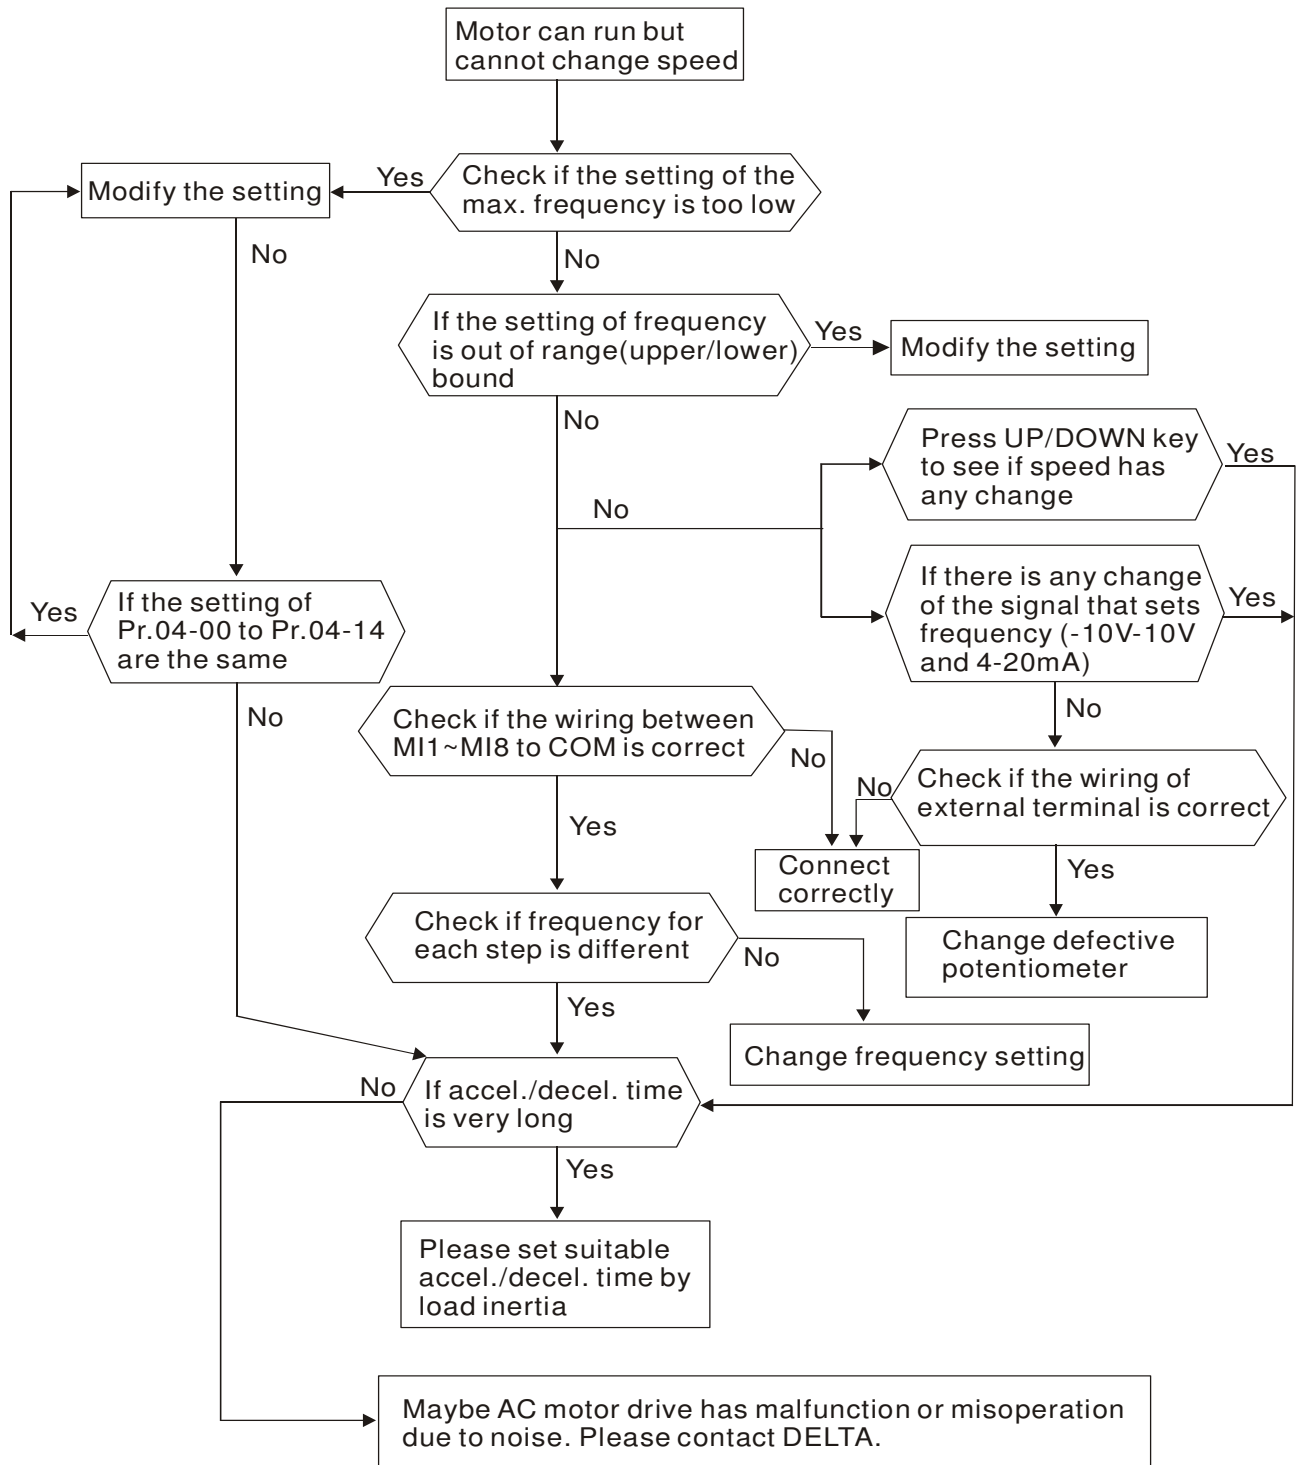 Motor can run but
cannot change speed
Check if the setting of the
max. frequency is too low
Yes
Modify the setting
No
No
If the setting of frequency
is out of range(upper/lower)
bound
Yes
Modify the setting
No
Press UP/DOWN key
to see if speed has
any change
Yes
No
If there is any change
of the signal that sets
frequency (-10V-10V
and 4-20mA)
Yes
If the setting of
Pr.04-00 to Pr.04-14
are the same
Yes
No
No
Check if the wiring between
MI1~MI8 to COM is correct
No
Check if the wiring of
external terminal is correct
No
Yes
Connect
correctly
Yes
Change defective
potentiometer
Check if frequency for
each step is different
No
Yes
Change frequency setting
If accel./decel. time
is very long
No
Yes
Please set suitable
accel./decel. time by
load inertia
Maybe AC motor drive has malfunction or misoperation
due to noise. Please contact DELTA.